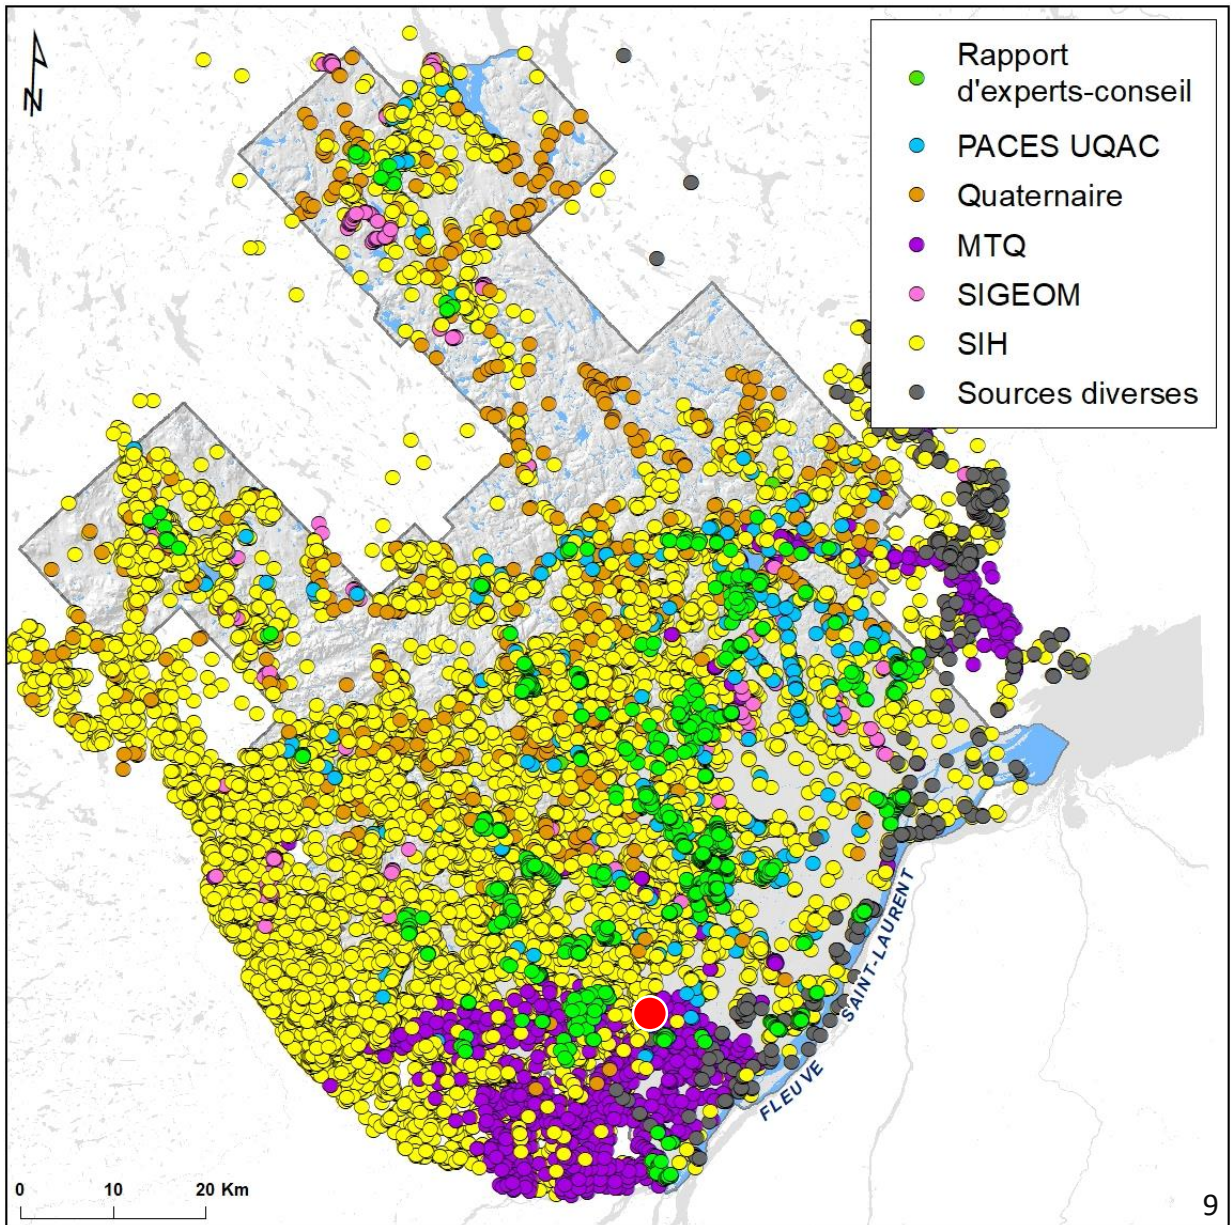 N
Rapport
d'experts-conseil
PACES UQAC
Quaternaire
MTQ
SIGEOM
SIH
Sources diverses
FLEUVE SAINT-LAURENT
0 10 20 Km
9